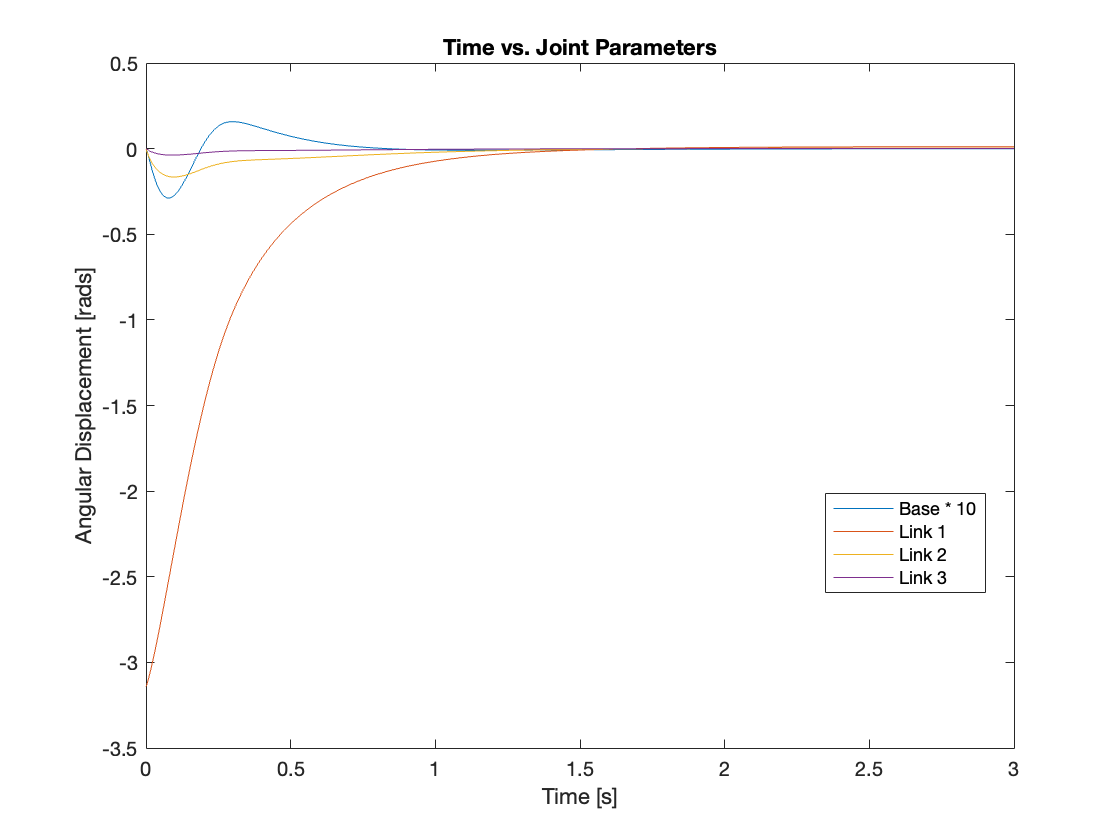 Time vs. Joint Parameters
0.5
0
-0.5
-1
-1.5
-2
-2.5
-3
-3.5
Angular Displacement [rads]
Base * 10
Link 1
Link 2
Link 3
0 0.5 1 1.5 2 2.5 3
Time [s]